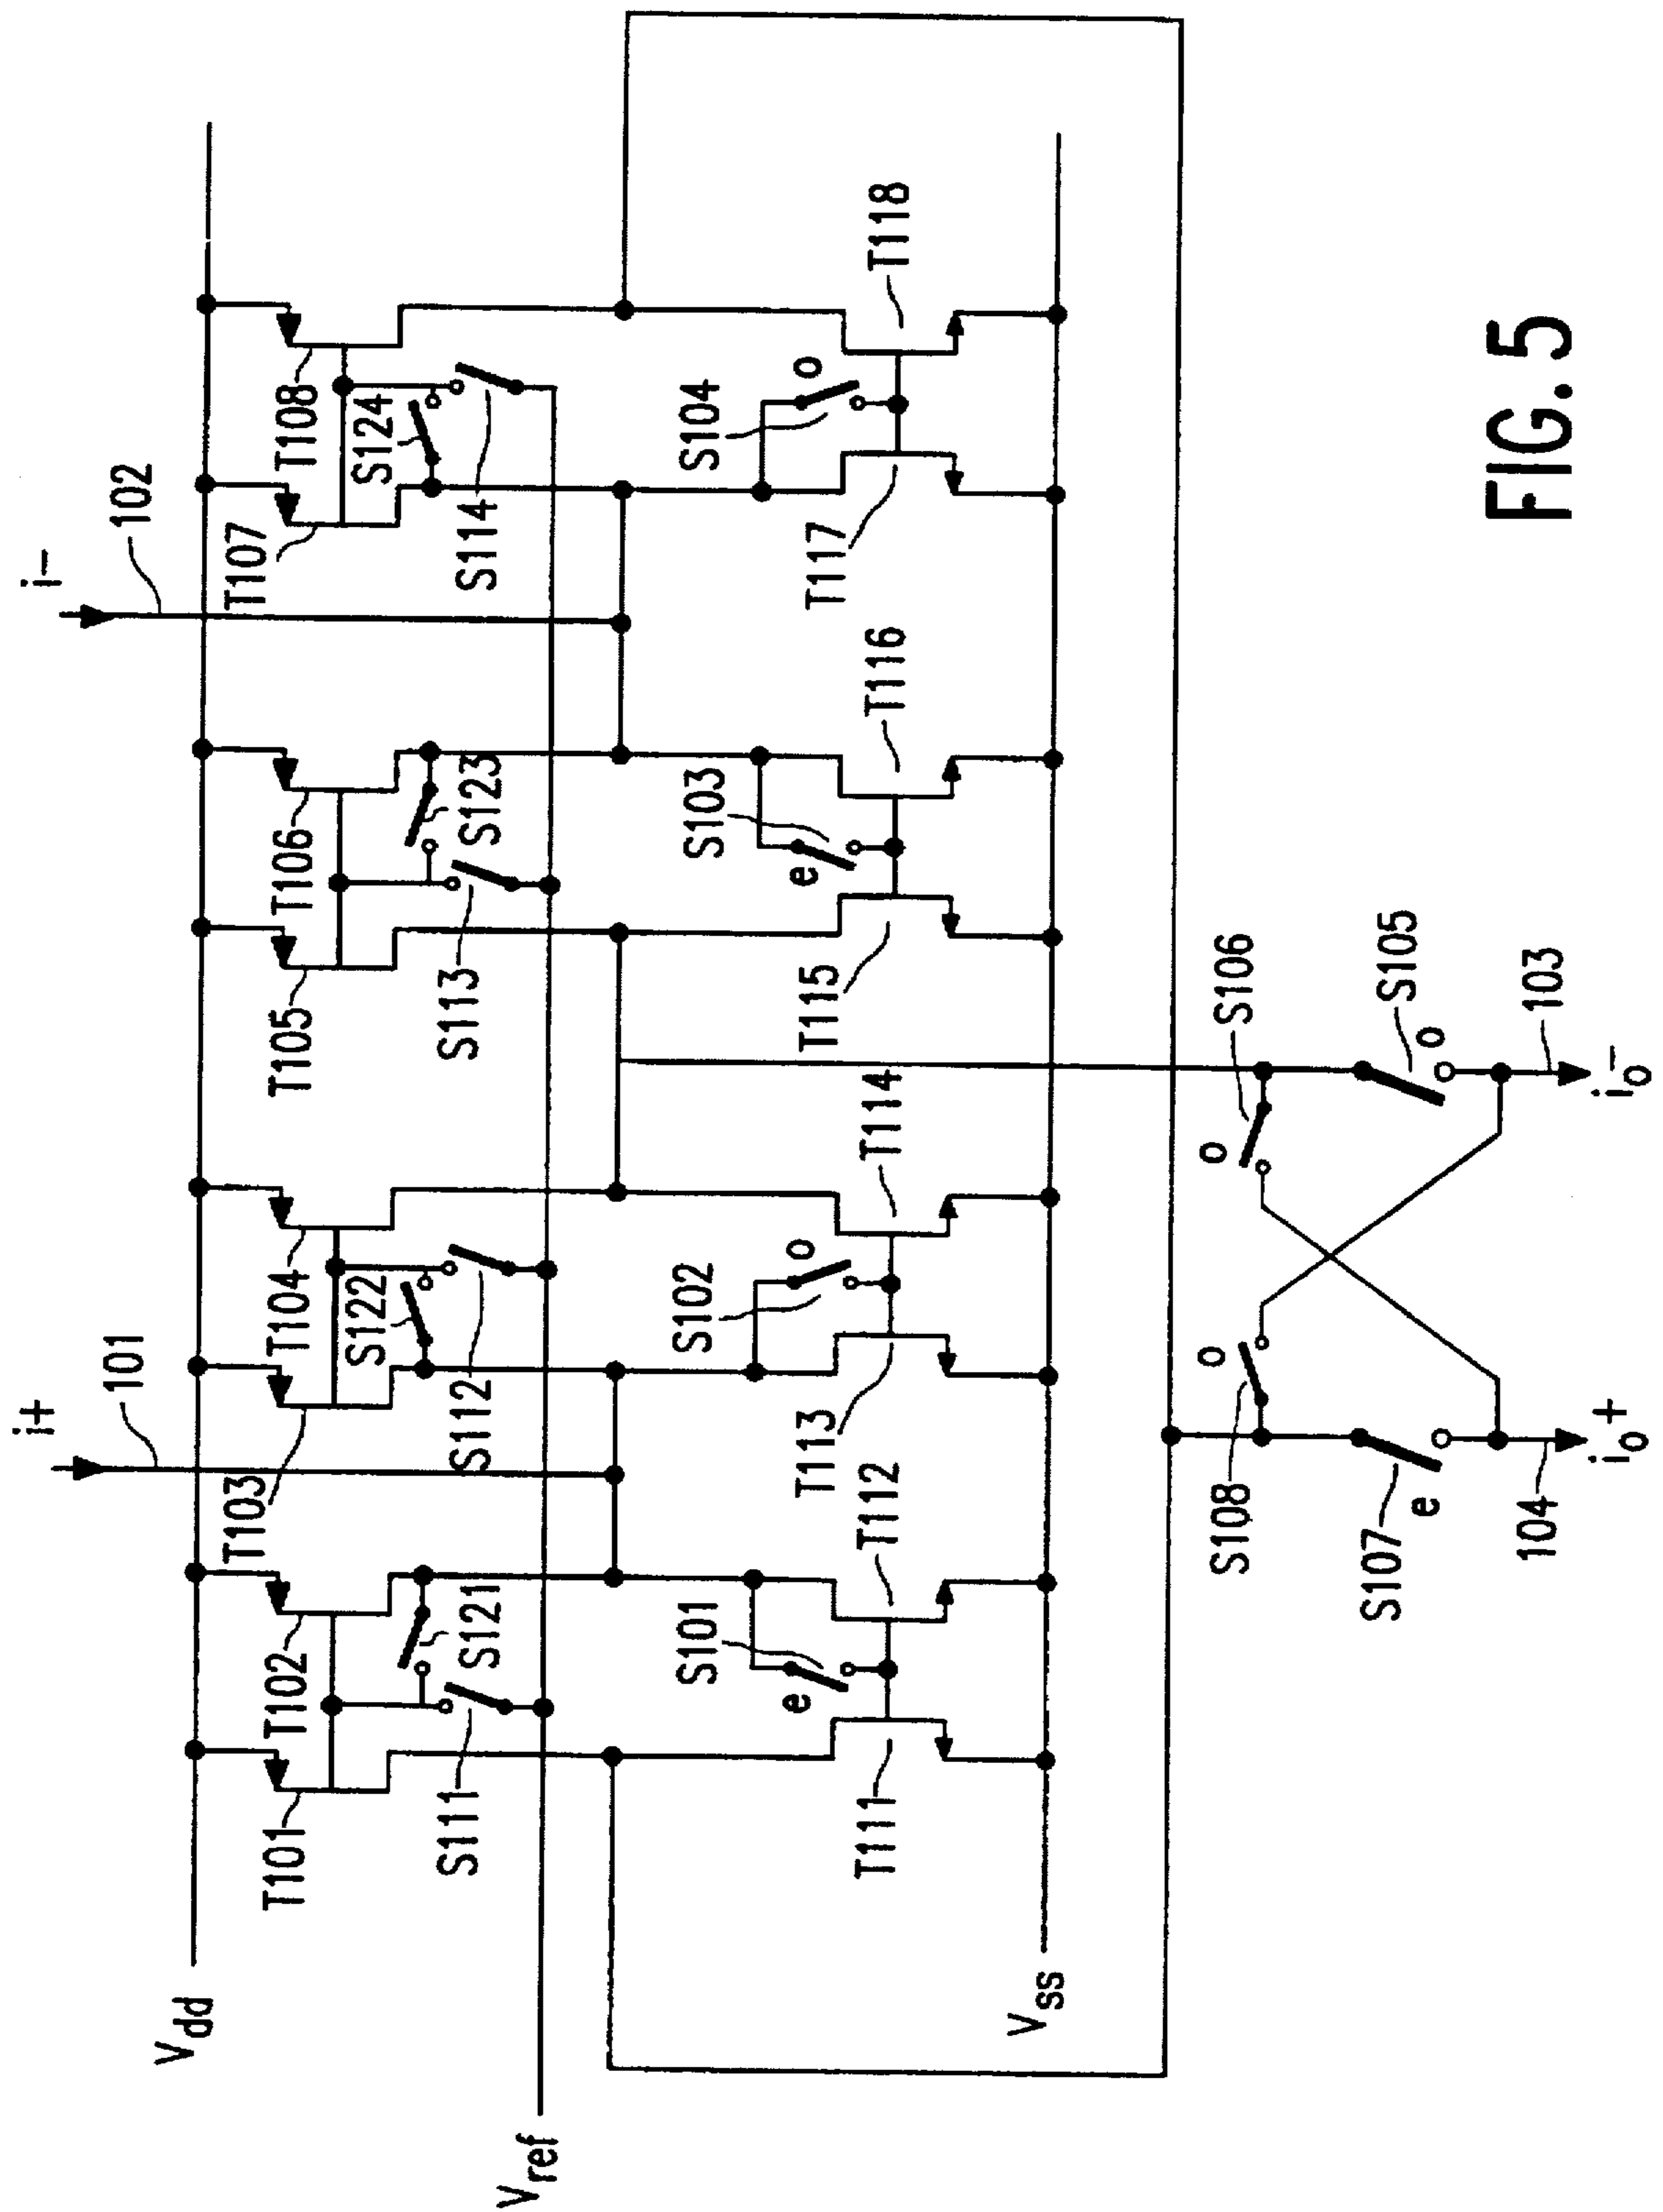 i+
101
i-
102
Vdd
T101
T102
T103
T104
T105
T106
T107
T108
S121
S122
S123
S124
S111
S112
S113
S114
Vref
S101
e
S102
o
S103
e
S104
o
T111
T112
T113
T114
T115
T116
T117
T118
Vss
S108
o
S106
o
S107
e
S105
o
104
103
io+
io-
FIG.5